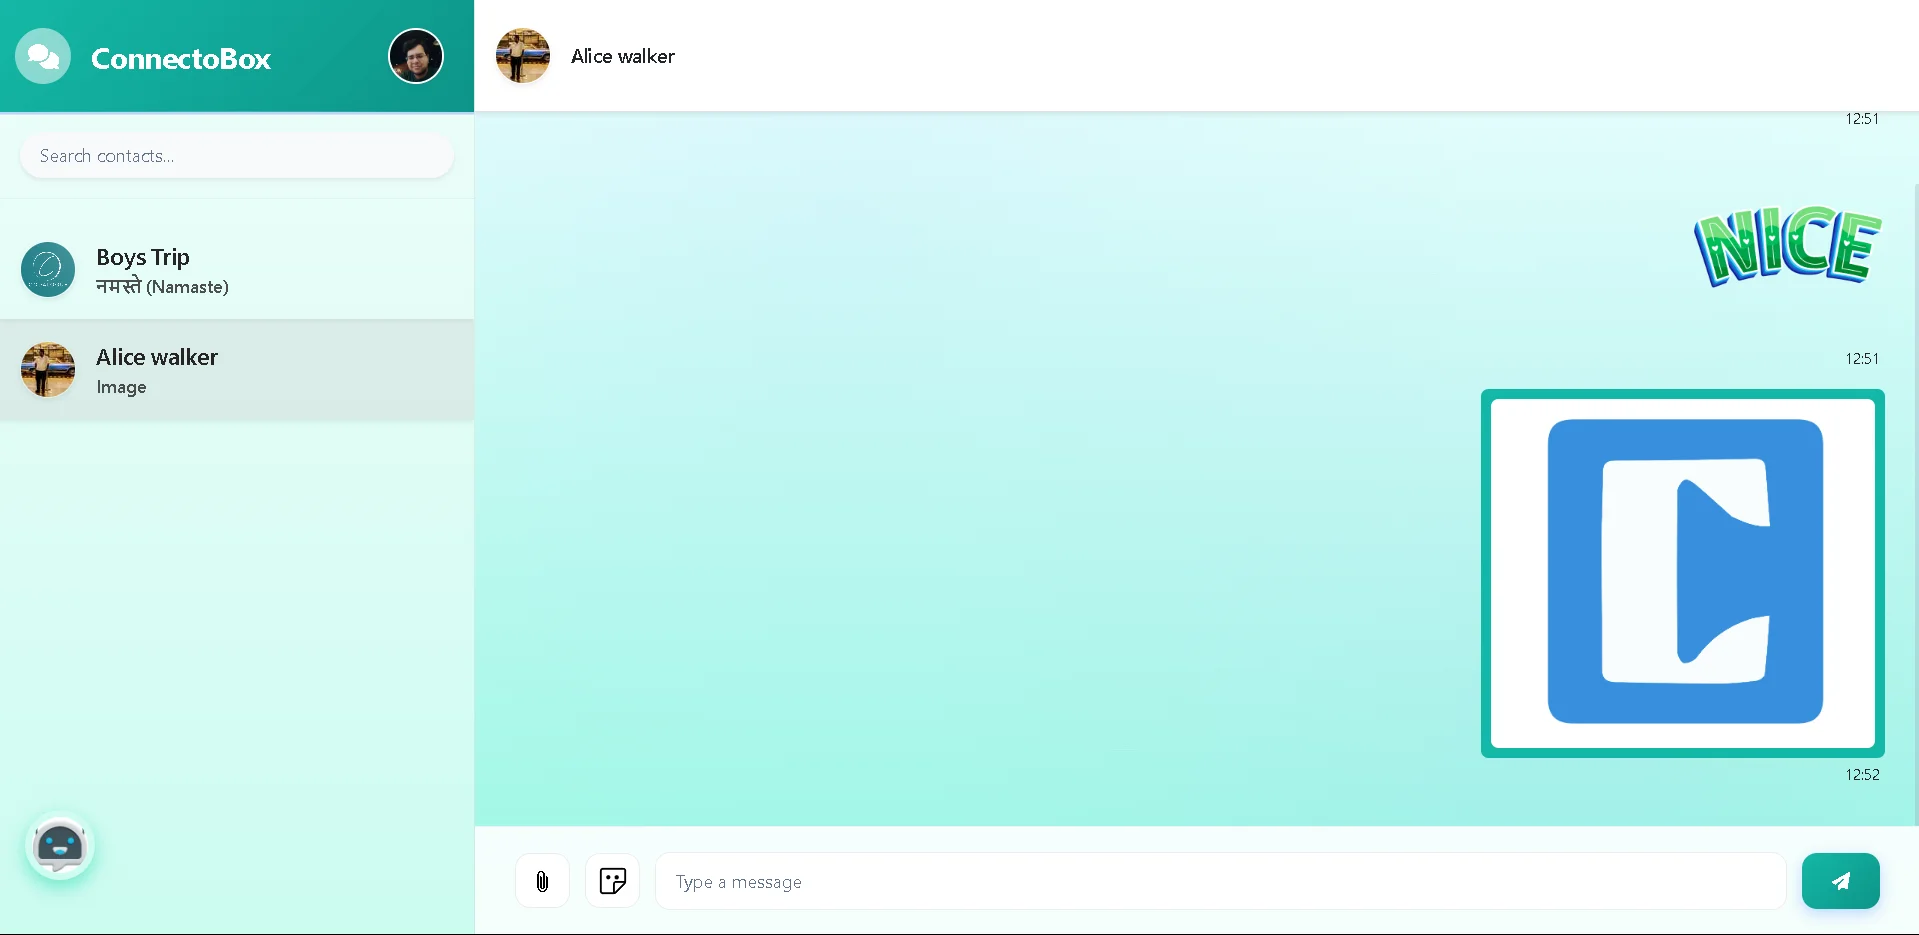 ConnectoBox
Search contacts...
Boys Trip
नमस्ते (Namaste)
Alice walker
Image
Alice walker
12:51
NICE
12:51
C
12:52
Type a message